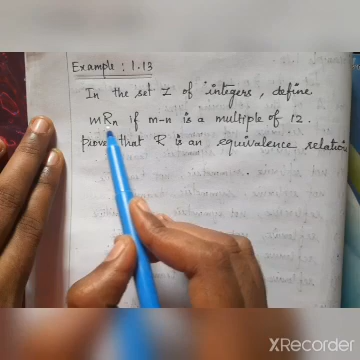 Example : 1.13
In the set Z of integers, define
mRn if m-n is a multiple of 12.
prove that R is an equivalence relation
XRecorder